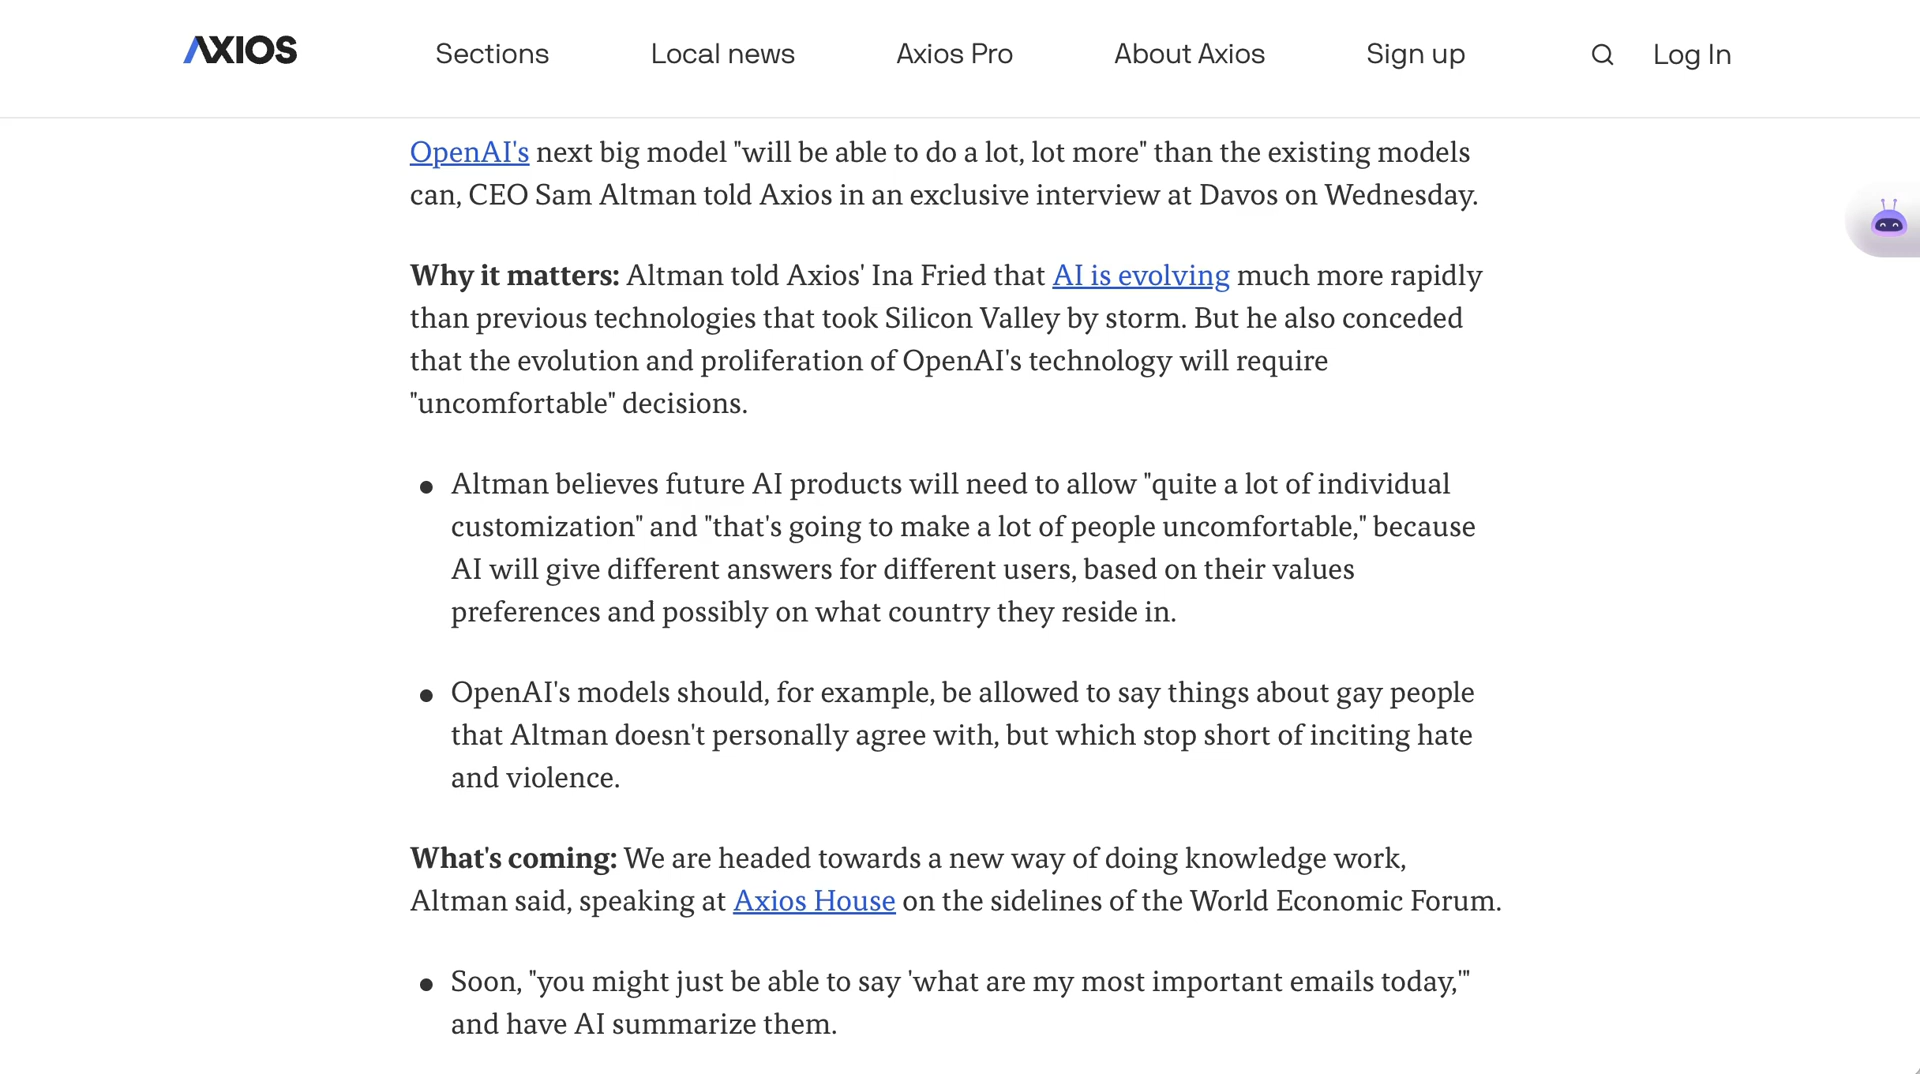 AXIOS Sections Local news Axios Pro About Axios Sign up Log In
OpenAI's next big model "will be able to do a lot, lot more" than the existing models
can, CEO Sam Altman told Axios in an exclusive interview at Davos on Wednesday.
Why it matters: Altman told Axios' Ina Fried that AI is evolving much more rapidly
than previous technologies that took Silicon Valley by storm. But he also conceded
that the evolution and proliferation of OpenAI's technology will require
"uncomfortable" decisions.
● Altman believes future AI products will need to allow "quite a lot of individual
customization" and "that's going to make a lot of people uncomfortable," because
AI will give different answers for different users, based on their values
preferences and possibly on what country they reside in.
● OpenAI's models should, for example, be allowed to say things about gay people
that Altman doesn't personally agree with, but which stop short of inciting hate
and violence.
What's coming: We are headed towards a new way of doing knowledge work,
Altman said, speaking at Axios House on the sidelines of the World Economic Forum.
● Soon, "you might just be able to say 'what are my most important emails today,'"
and have AI summarize them.